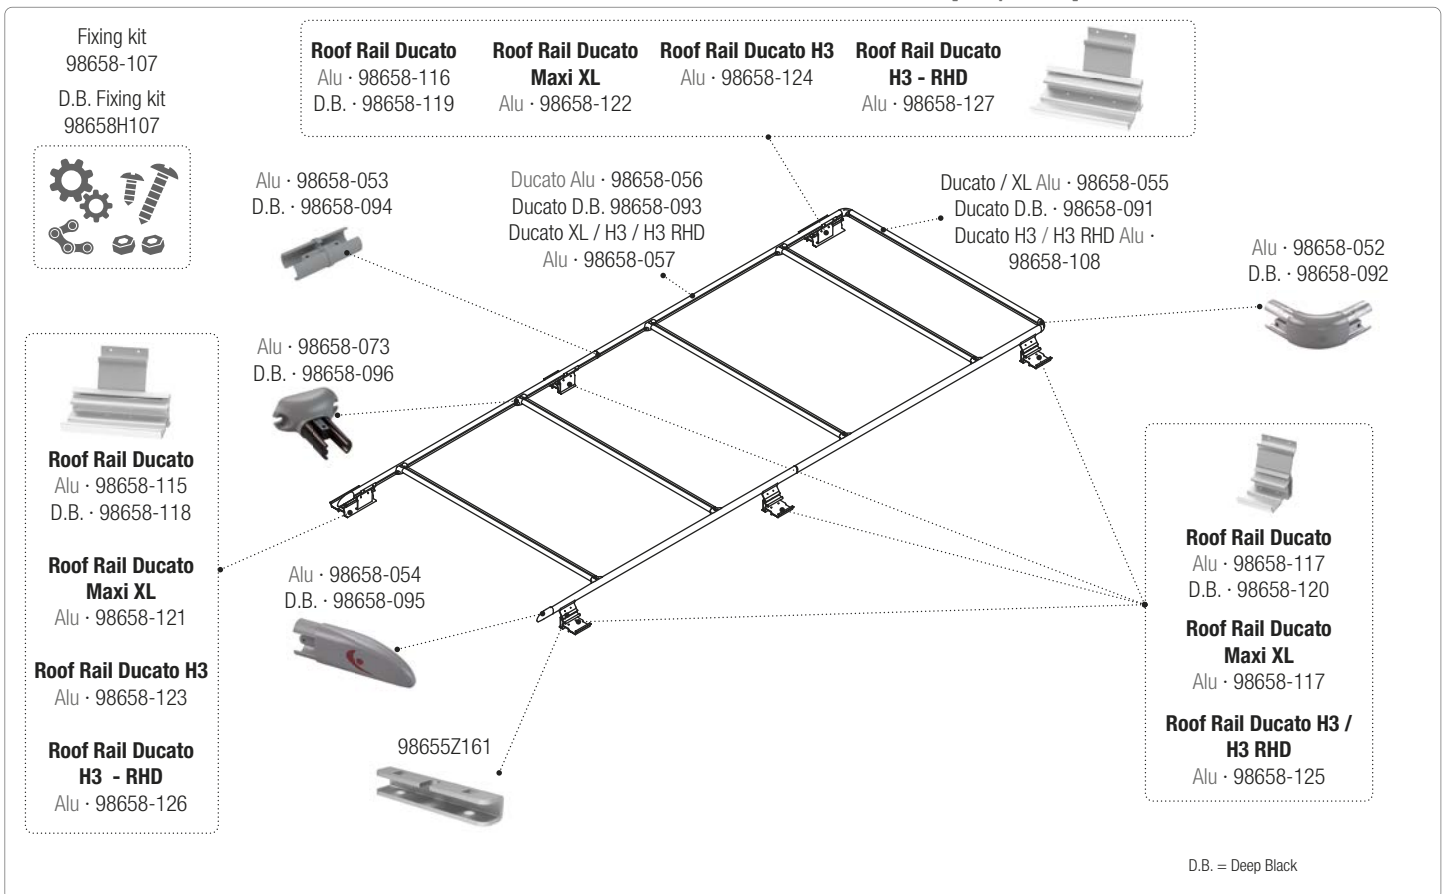 Fixing kit
98658-107
D.B. Fixing kit
98658H107
Roof Rail Ducato
Alu · 98658-116
D.B. · 98658-119
Roof Rail Ducato
Maxi XL
Alu · 98658-122
Roof Rail Ducato H3
Alu · 98658-124
Roof Rail Ducato
H3 - RHD
Alu · 98658-127
Alu · 98658-053
D.B. · 98658-094
Ducato Alu · 98658-056
Ducato D.B. 98658-093
Ducato XL / H3 / H3 RHD
Alu · 98658-057
Ducato / XL Alu · 98658-055
Ducato D.B. · 98658-091
Ducato H3 / H3 RHD Alu ·
98658-108
Alu · 98658-052
D.B. · 98658-092
Alu · 98658-073
D.B. · 98658-096
Roof Rail Ducato
Alu · 98658-115
D.B. · 98658-118
Roof Rail Ducato
Maxi XL
Alu · 98658-121
Roof Rail Ducato H3
Alu · 98658-123
Roof Rail Ducato
H3 - RHD
Alu · 98658-126
Alu · 98658-054
D.B. · 98658-095
98655Z161
Roof Rail Ducato
Alu · 98658-117
D.B. · 98658-120
Roof Rail Ducato
Maxi XL
Alu · 98658-117
Roof Rail Ducato H3 /
H3 RHD
Alu · 98658-125
D.B. = Deep Black